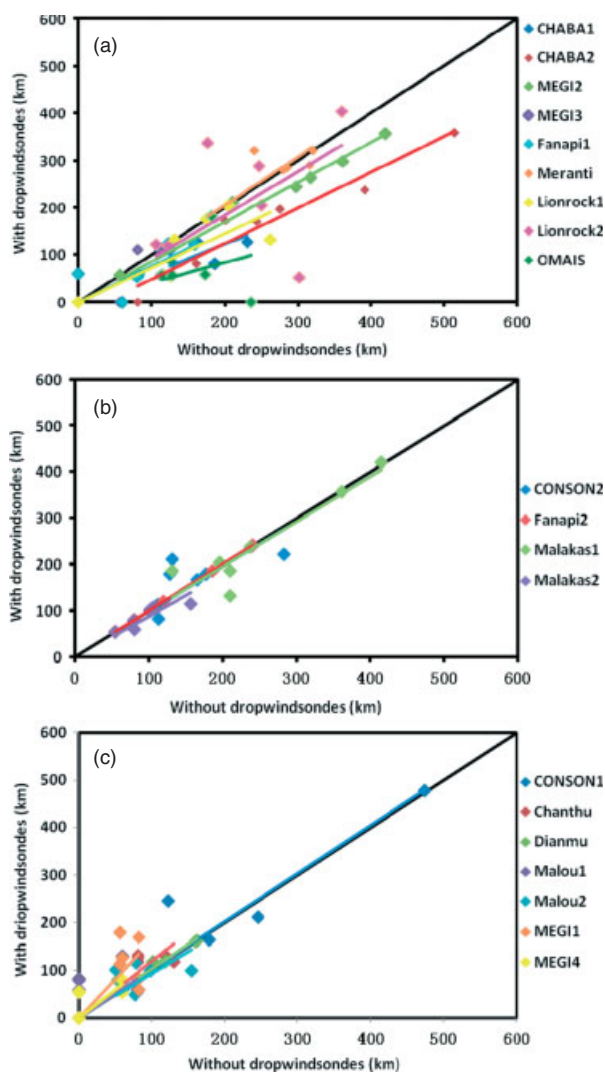 (a)
600
500
400
300
200
100
0
With dropwindsondes (km)
0 100 200 300 400 500 600
Without dropwindsondes (km)
CHABA1
CHABA2
MEGI2
MEGI3
Fanapi1
Meranti
Lionrock1
Lionrock2
OMAIS
(b)
600
500
400
300
200
100
0
With dropwindsondes (km)
0 100 200 300 400 500 600
Without dropwindsondes (km)
CONSON2
Fanapi2
Malakas1
Malakas2
(c)
600
500
400
300
200
100
0
With driopwindsondes (km)
0 100 200 300 400 500 600
Without dropwindsondes (km)
CONSON1
Chanthu
Dianmu
Malou1
Malou2
MEGI1
MEGI4